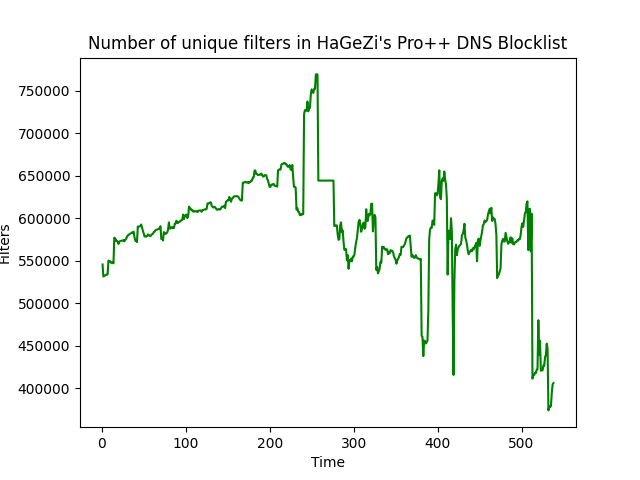 Number of unique filters in HaGeZi's Pro++ DNS Blocklist
750000
700000
650000
600000
550000
500000
450000
400000
Filters
0 100 200 300 400 500
Time